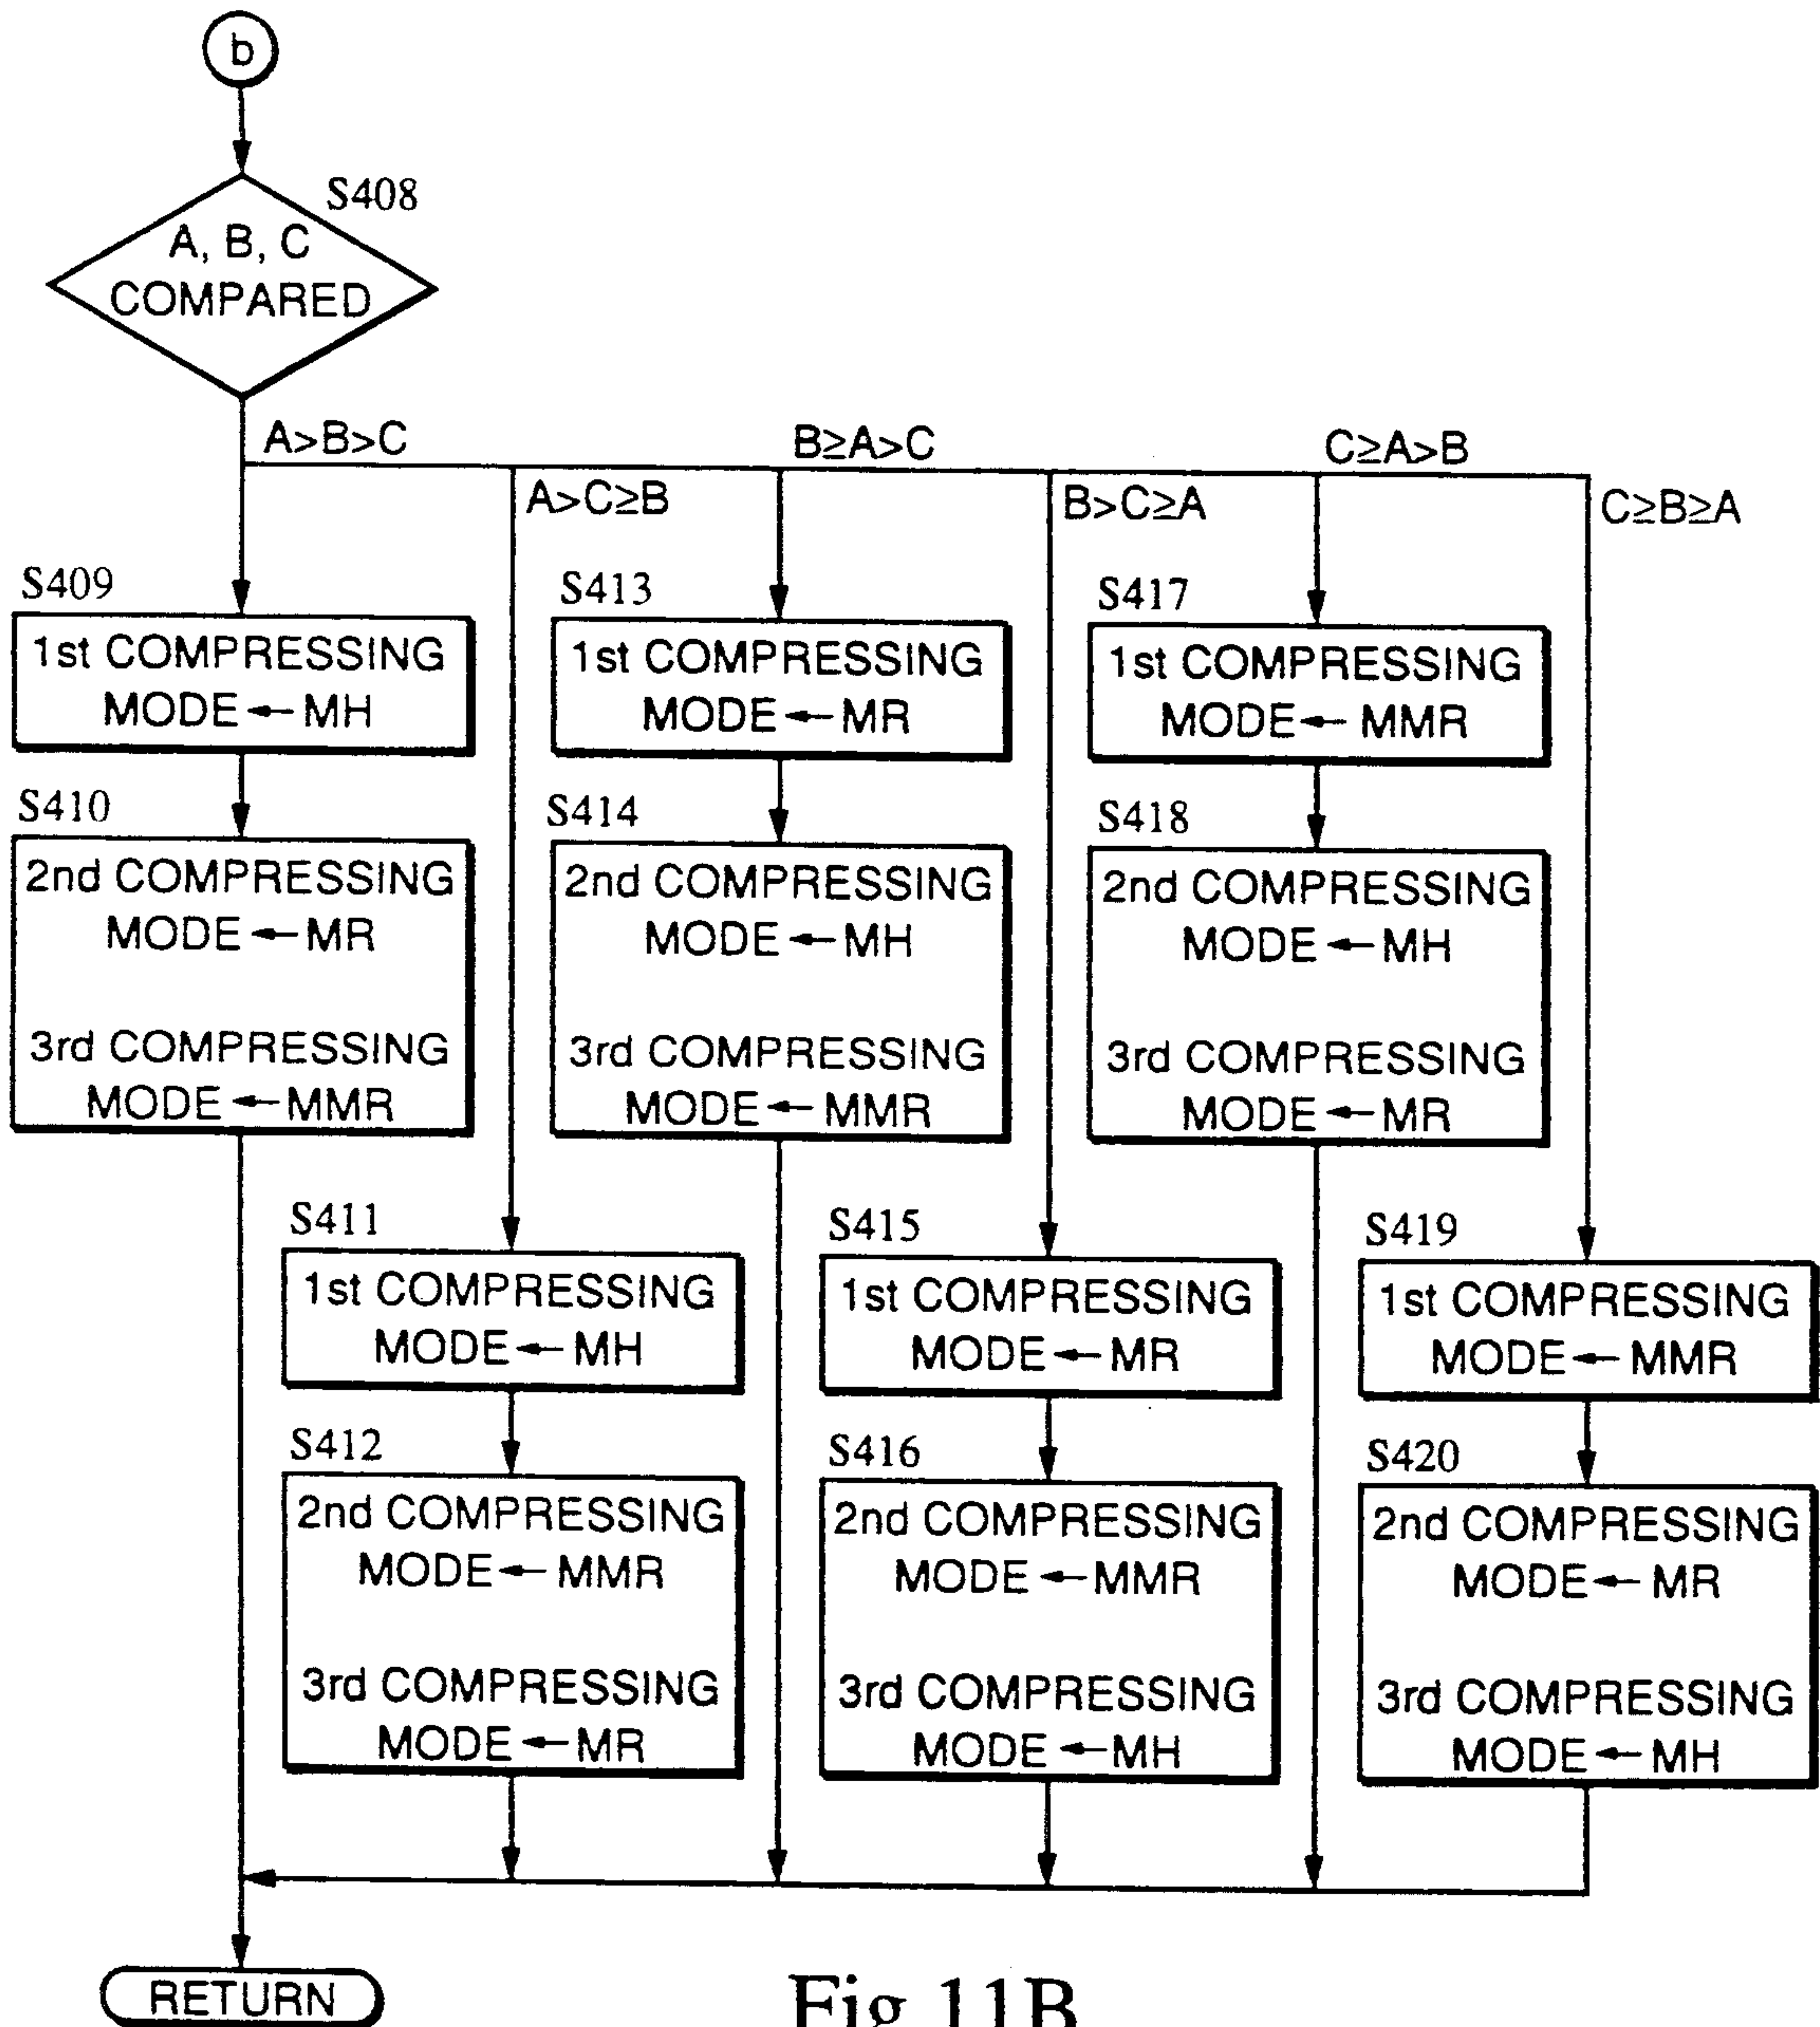 b
S408
A, B, C
COMPARED
A>B>C
B≥A>C
C≥A>B
A>C≥B
B>C≥A
C≥B≥A
S409
1st COMPRESSING
MODE ← MH
S413
1st COMPRESSING
MODE ← MR
S417
1st COMPRESSING
MODE ← MMR
S410
2nd COMPRESSING
MODE ← MR
3rd COMPRESSING
MODE ← MMR
S414
2nd COMPRESSING
MODE ← MH
3rd COMPRESSING
MODE ← MMR
S418
2nd COMPRESSING
MODE ← MH
3rd COMPRESSING
MODE ← MR
S411
1st COMPRESSING
MODE ← MH
S415
1st COMPRESSING
MODE ← MR
S419
1st COMPRESSING
MODE ← MMR
S412
2nd COMPRESSING
MODE ← MMR
3rd COMPRESSING
MODE ← MR
S416
2nd COMPRESSING
MODE ← MMR
3rd COMPRESSING
MODE ← MH
S420
2nd COMPRESSING
MODE ← MR
3rd COMPRESSING
MODE ← MH
RETURN
Fig.11B